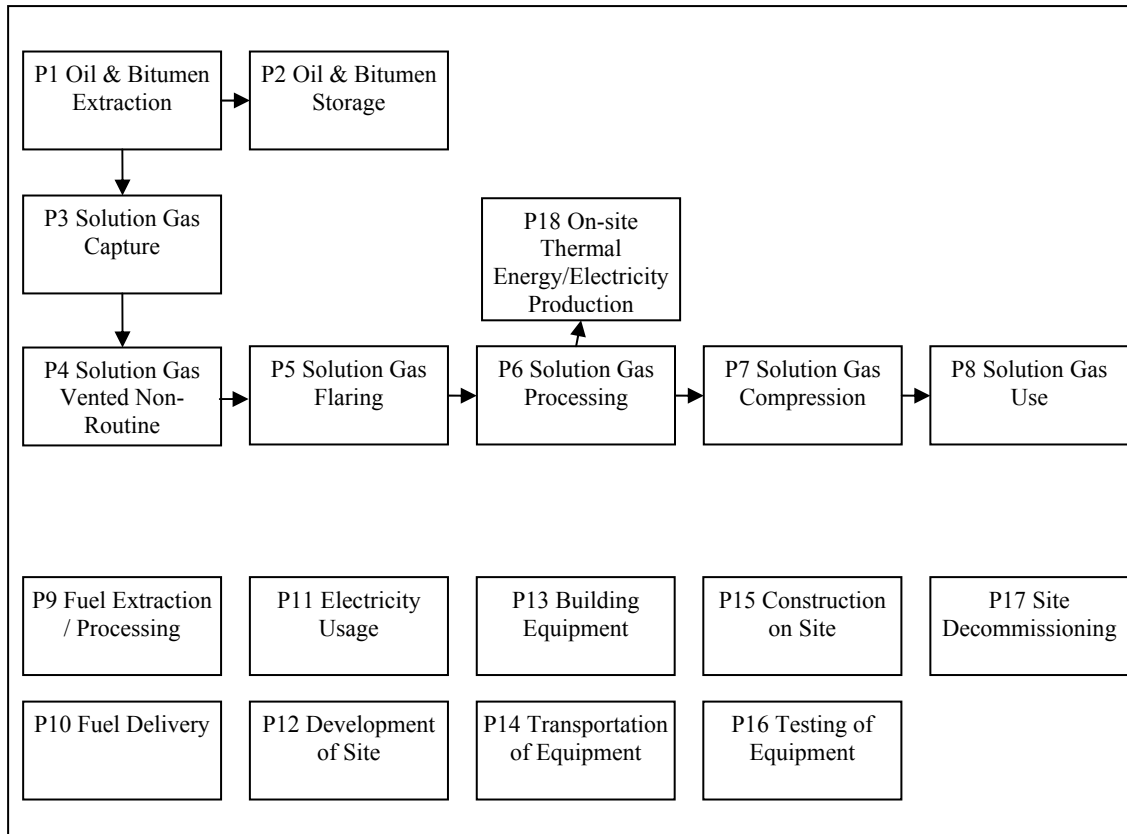 P1 Oil & Bitumen
Extraction
P2 Oil & Bitumen
Storage
P3 Solution Gas
Capture
P18 On-site
Thermal
Energy/Electricity
Production
P4 Solution Gas
Vented Non-
Routine
P5 Solution Gas
Flaring
P6 Solution Gas
Processing
P7 Solution Gas
Compression
P8 Solution Gas
Use
P9 Fuel Extraction
/ Processing
P11 Electricity
Usage
P13 Building
Equipment
P15 Construction
on Site
P17 Site
Decommissioning
P10 Fuel Delivery
P12 Development
of Site
P14 Transportation
of Equipment
P16 Testing of
Equipment